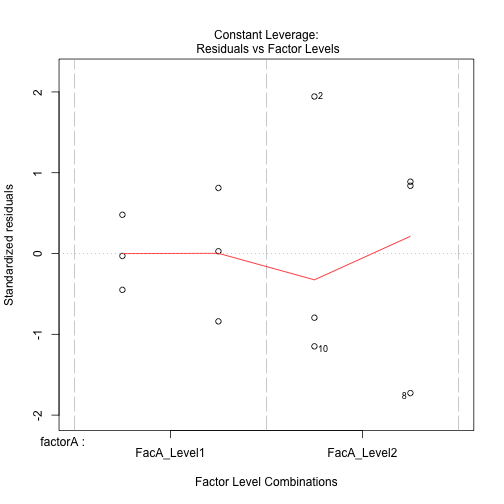 Constant Leverage:
Residuals vs Factor Levels
Standardized residuals
2
1
0
-1
-2
2
10
8
factorA :
FacA_Level1
FacA_Level2
Factor Level Combinations